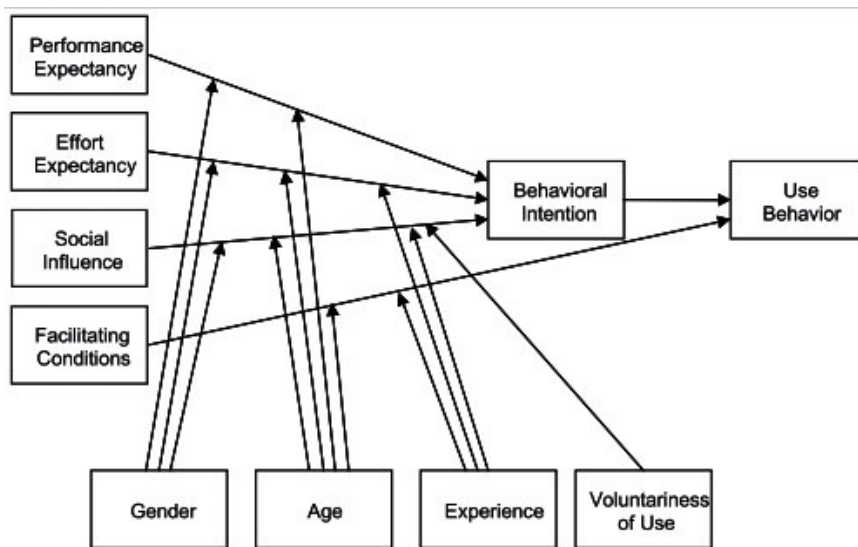 Performance
Expectancy
Effort
Expectancy
Social
Influence
Facilitating
Conditions
Behavioral
Intention
Use
Behavior
Gender
Age
Experience
Voluntariness
of Use